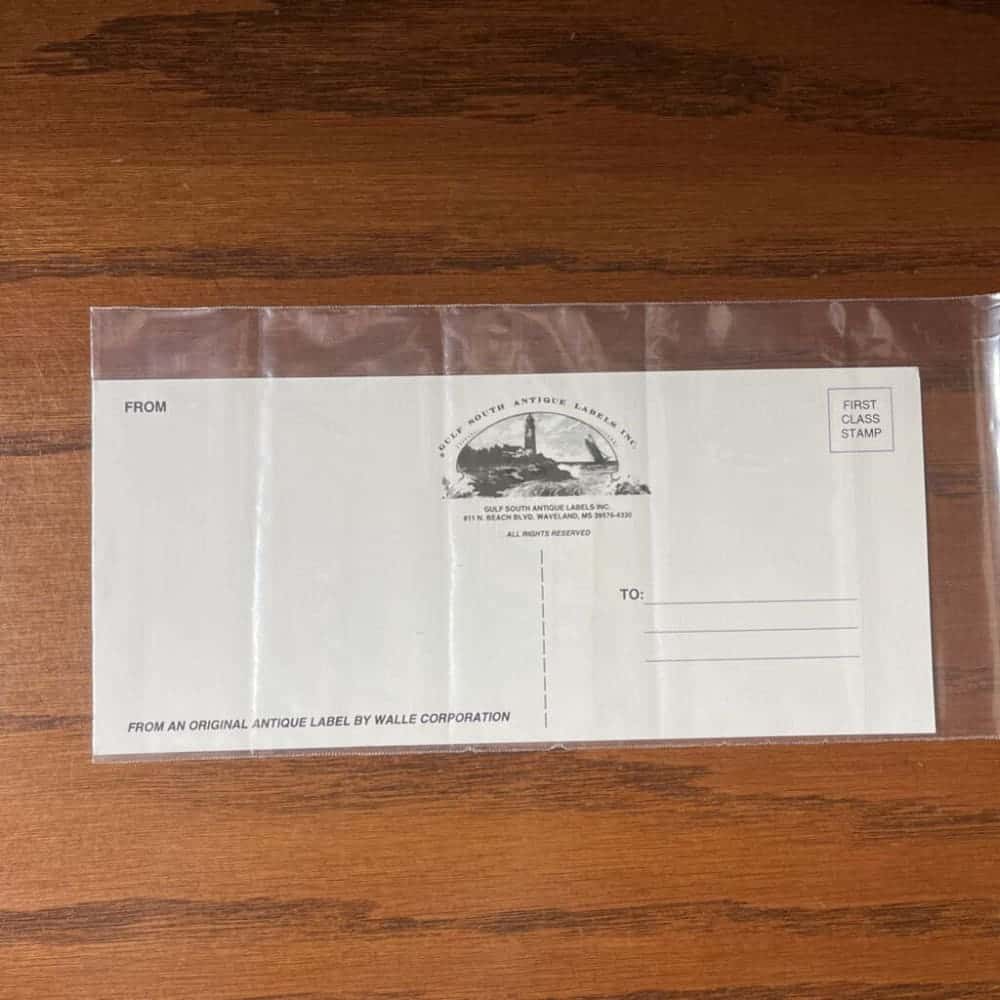 FROM
GULF SOUTH ANTIQUE LABELS INC.
GULF SOUTH ANTIQUE LABELS INC.
811 N. BEACH BLVD. WAVELAND, MS 39576-4330
ALL RIGHTS RESERVED
FIRST
CLASS
STAMP
TO:
FROM AN ORIGINAL ANTIQUE LABEL BY WALLE CORPORATION